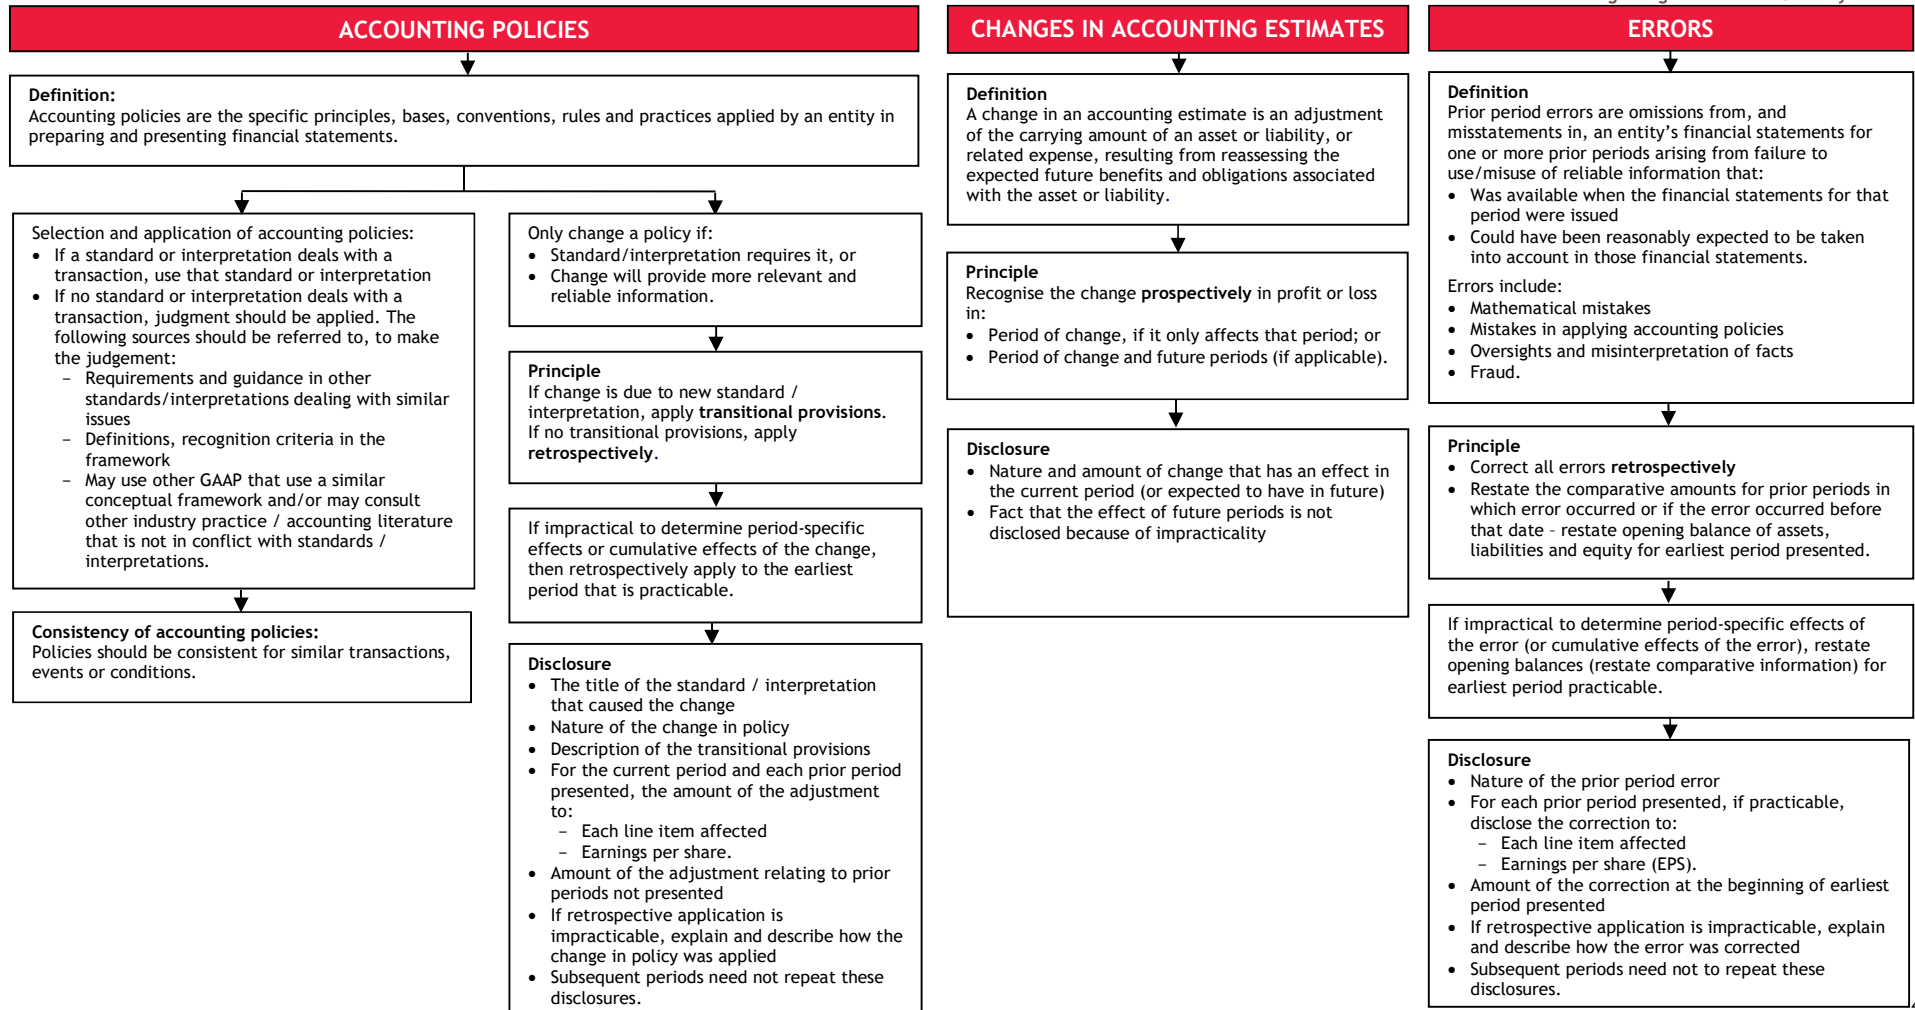 ACCOUNTING POLICIES
Definition:
Accounting policies are the specific principles, bases, conventions, rules and practices applied by an entity in
preparing and presenting financial statements.
Selection and application of accounting policies:
• If a standard or interpretation deals with a
transaction, use that standard or interpretation
• If no standard or interpretation deals with a
transaction, judgment should be applied. The
following sources should be referred to, to make
the judgement:
– Requirements and guidance in other
standards/interpretations dealing with similar
issues
– Definitions, recognition criteria in the
framework
– May use other GAAP that use a similar
conceptual framework and/or may consult
other industry practice / accounting literature
that is not in conflict with standards /
interpretations.
Consistency of accounting policies:
Policies should be consistent for similar transactions,
events or conditions.
Only change a policy if:
• Standard/interpretation requires it, or
• Change will provide more relevant and
reliable information.
Principle
If change is due to new standard /
interpretation, apply transitional provisions.
If no transitional provisions, apply
retrospectively.
If impractical to determine period-specific
effects or cumulative effects of the change,
then retrospectively apply to the earliest
period that is practicable.
Disclosure
• The title of the standard / interpretation
that caused the change
• Nature of the change in policy
• Description of the transitional provisions
• For the current period and each prior period
presented, the amount of the adjustment
to:
– Each line item affected
– Earnings per share.
• Amount of the adjustment relating to prior
periods not presented
• If retrospective application is
impracticable, explain and describe how the
change in policy was applied
• Subsequent periods need not repeat these
disclosures.
CHANGES IN ACCOUNTING ESTIMATES
Definition
A change in an accounting estimate is an adjustment
of the carrying amount of an asset or liability, or
related expense, resulting from reassessing the
expected future benefits and obligations associated
with the asset or liability.
Principle
Recognise the change prospectively in profit or loss
in:
• Period of change, if it only affects that period; or
• Period of change and future periods (if applicable).
Disclosure
• Nature and amount of change that has an effect in
the current period (or expected to have in future)
• Fact that the effect of future periods is not
disclosed because of impracticality
ERRORS
Definition
Prior period errors are omissions from, and
misstatements in, an entity's financial statements for
one or more prior periods arising from failure to
use/misuse of reliable information that:
• Was available when the financial statements for that
period were issued
• Could have been reasonably expected to be taken
into account in those financial statements.
Errors include:
• Mathematical mistakes
• Mistakes in applying accounting policies
• Oversights and misinterpretation of facts
• Fraud.
Principle
• Correct all errors retrospectively
• Restate the comparative amounts for prior periods in
which error occurred or if the error occurred before
that date – restate opening balance of assets,
liabilities and equity for earliest period presented.
If impractical to determine period-specific effects of
the error (or cumulative effects of the error), restate
opening balances (restate comparative information) for
earliest period practicable.
Disclosure
• Nature of the prior period error
• For each prior period presented, if practicable,
disclose the correction to:
– Each line item affected
– Earnings per share (EPS).
• Amount of the correction at the beginning of earliest
period presented
• If retrospective application is impracticable, explain
and describe how the error was corrected
• Subsequent periods need not to repeat these
disclosures.